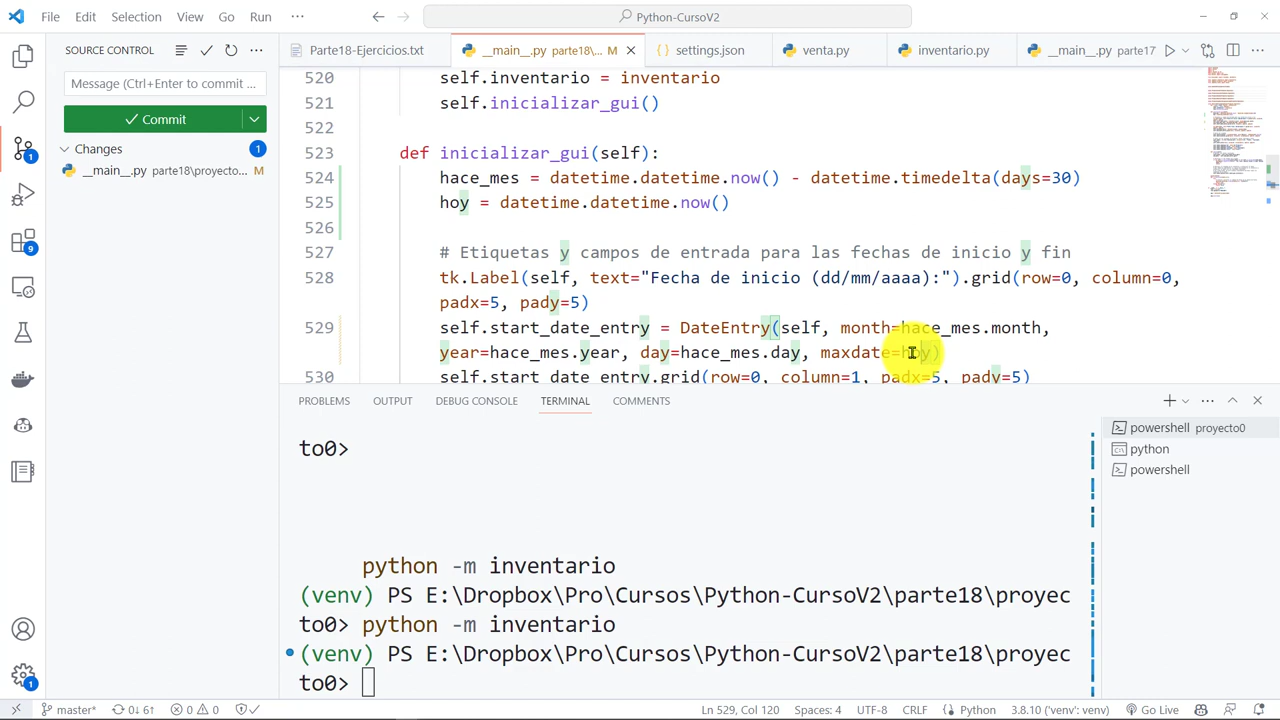 File Edit Selection View Go Run ··· Python-CursoV2
SOURCE CONTROL
Parte18-Ejercicios.txt __main__.py parte18\... M settings.json venta.py inventario.py __main__.py parte17
Message (Ctrl+Enter to commit ...
Commit
Changes 1
__main__.py parte18\proyecto... M
520 self.inventario = inventario
521 self.inicializar_gui()
522
523 def inicializar_gui(self):
524 now() (days=30)
525 hoy = datetime.datetime.now()
526
527 # Etiquetas y campos de entrada para las fechas de inicio y fin
528 tk.Label(self, text="Fecha de inicio (dd/mm/aaaa):").grid(row=0, column=0,
padx=5, pady=5)
529 self.start_date_entry = DateEntry(self, month=hace_mes.month,
year=hace_mes.year, day=hace_mes.day, maxdate=hoy)
530 self.start_date_entry.grid(row=0, column=1, padx=5, pady=5)
PROBLEMS OUTPUT DEBUG CONSOLE TERMINAL COMMENTS
to0>
python -m inventario
(venv) PS E:\Dropbox\Pro\Cursos\Python-CursoV2\parte18\proyec
to0> python -m inventario
(venv) PS E:\Dropbox\Pro\Cursos\Python-CursoV2\parte18\proyec
to0>
powershell proyecto0
python
powershell
1
9
1
master* 0↓ 6↑ 0 0 Ln 529, Col 120 Spaces: 4 UTF-8 CRLF Python 3.8.10 ('venv': venv) Go Live